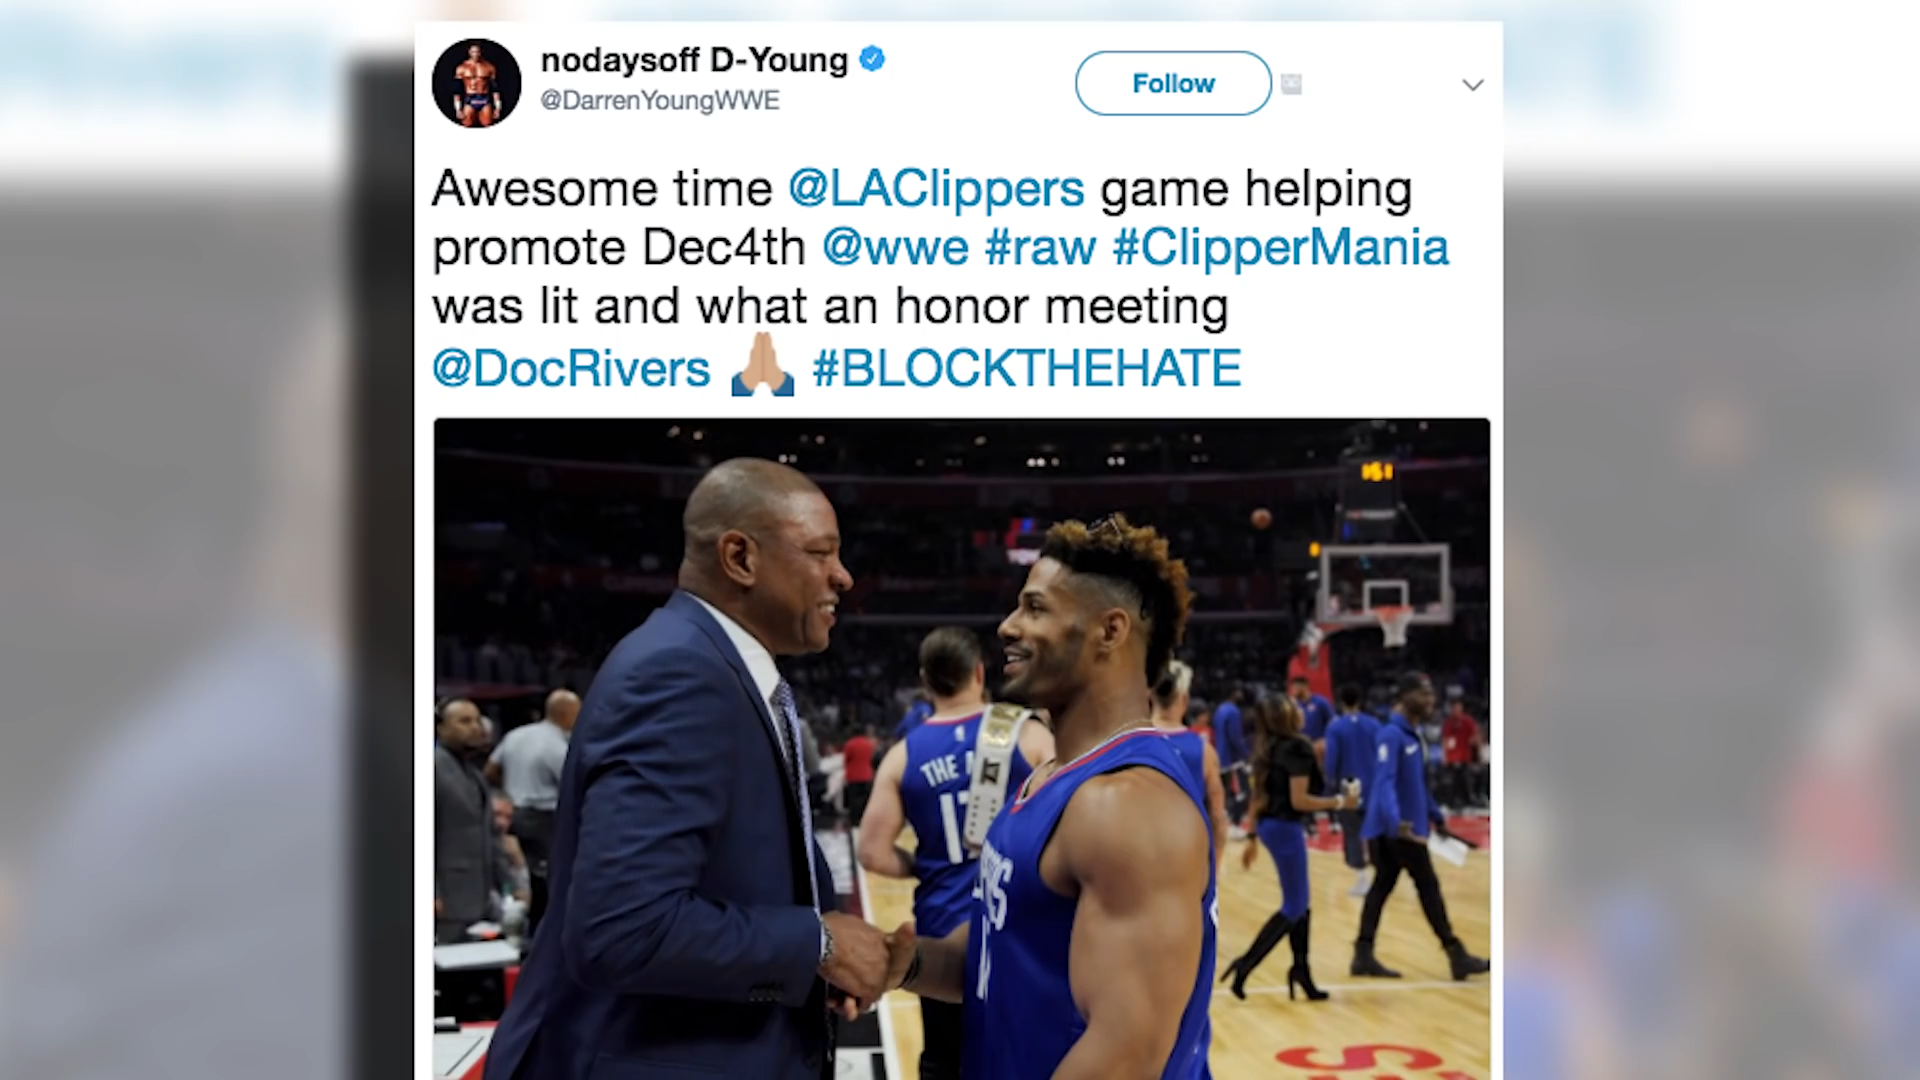 nodaysoff D-Young
@DarrenYoungWWE
Follow
Awesome time @LAClippers game helping
promote Dec4th @wwe #raw #ClipperMania
was lit and what an honor meeting
@DocRivers 🙏🏼 #BLOCKTHEHATE
THE